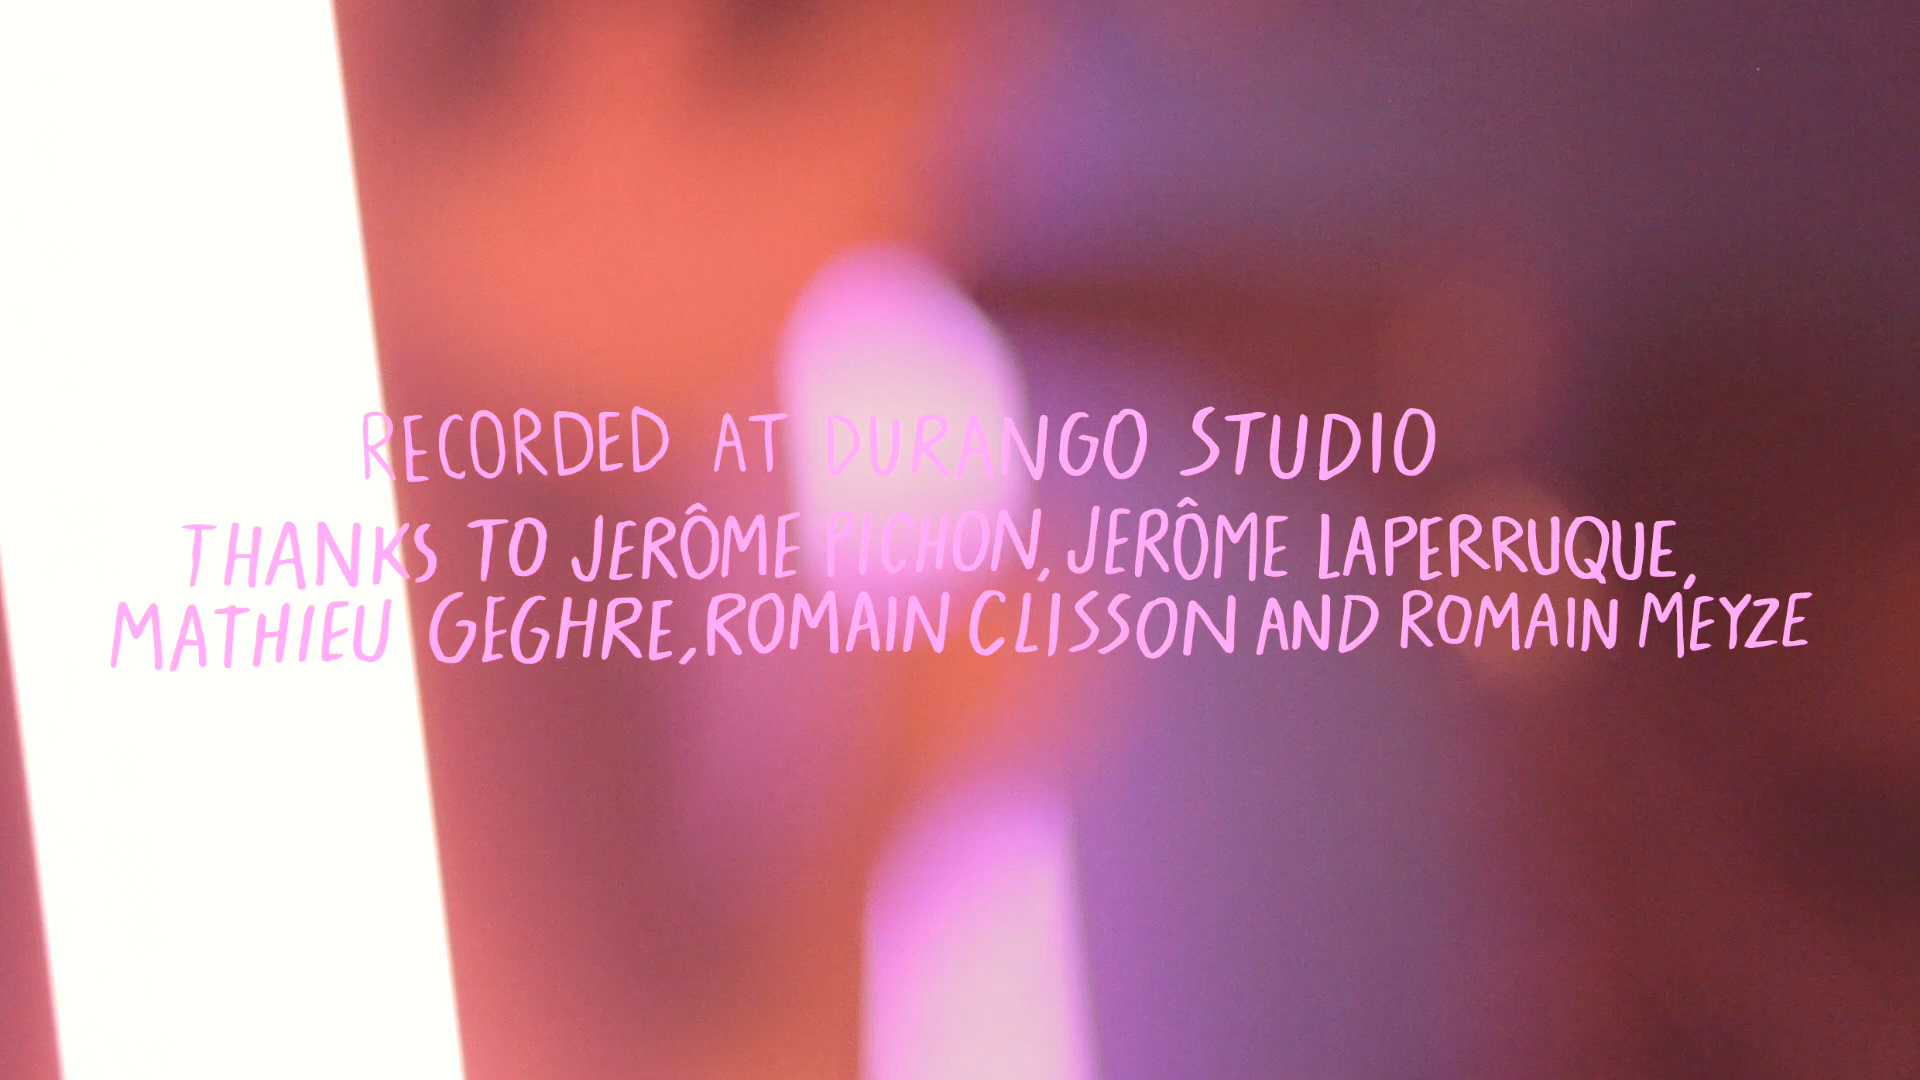 RECORDED AT DURANGO STUDIO
THANKS TO JERÔME PICHON, JERÔME LAPERRUQUE,
MATHIEU GEGHRE, ROMAIN CLISSON AND ROMAIN MEYZE